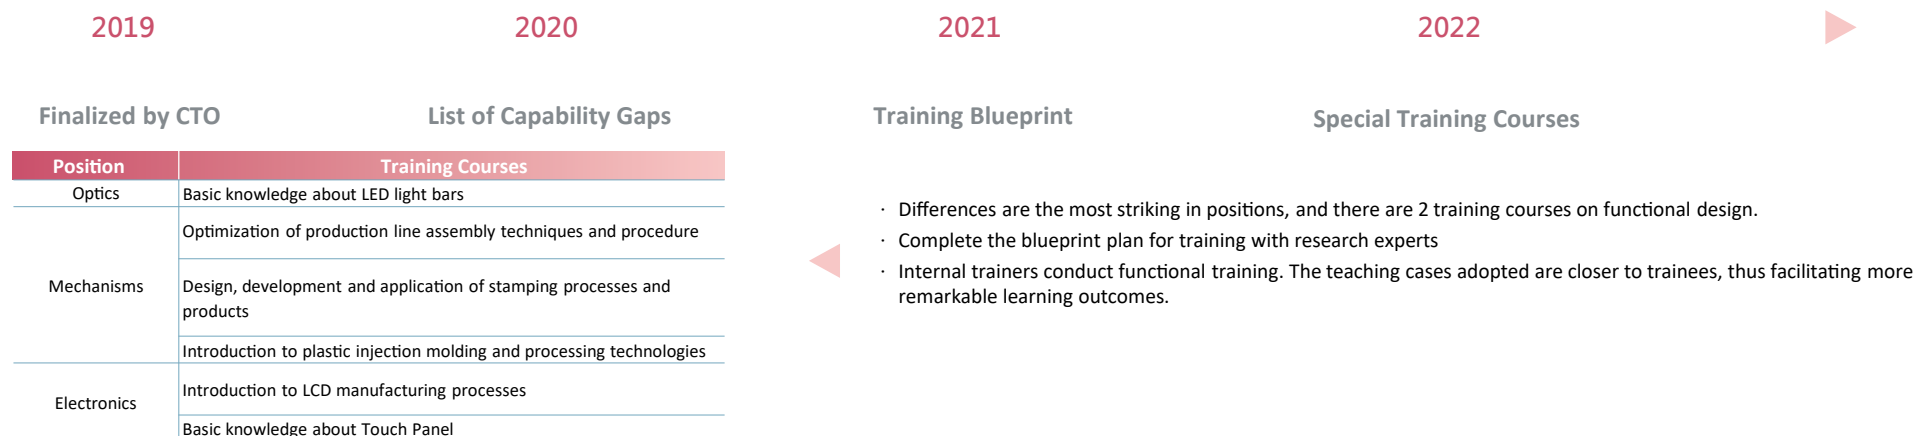 2019
2020
2021
2022
Finalized by CTO
List of Capability Gaps
Training Blueprint
Special Training Courses
Position
Training Courses
Optics
Basic knowledge about LED light bars
Mechanisms
Optimization of production line assembly techniques and procedure
Design, development and application of stamping processes and
products
Introduction to plastic injection molding and processing technologies
Electronics
Introduction to LCD manufacturing processes
Basic knowledge about Touch Panel
· Differences are the most striking in positions, and there are 2 training courses on functional design.
· Complete the blueprint plan for training with research experts
· Internal trainers conduct functional training. The teaching cases adopted are closer to trainees, thus facilitating more
remarkable learning outcomes.